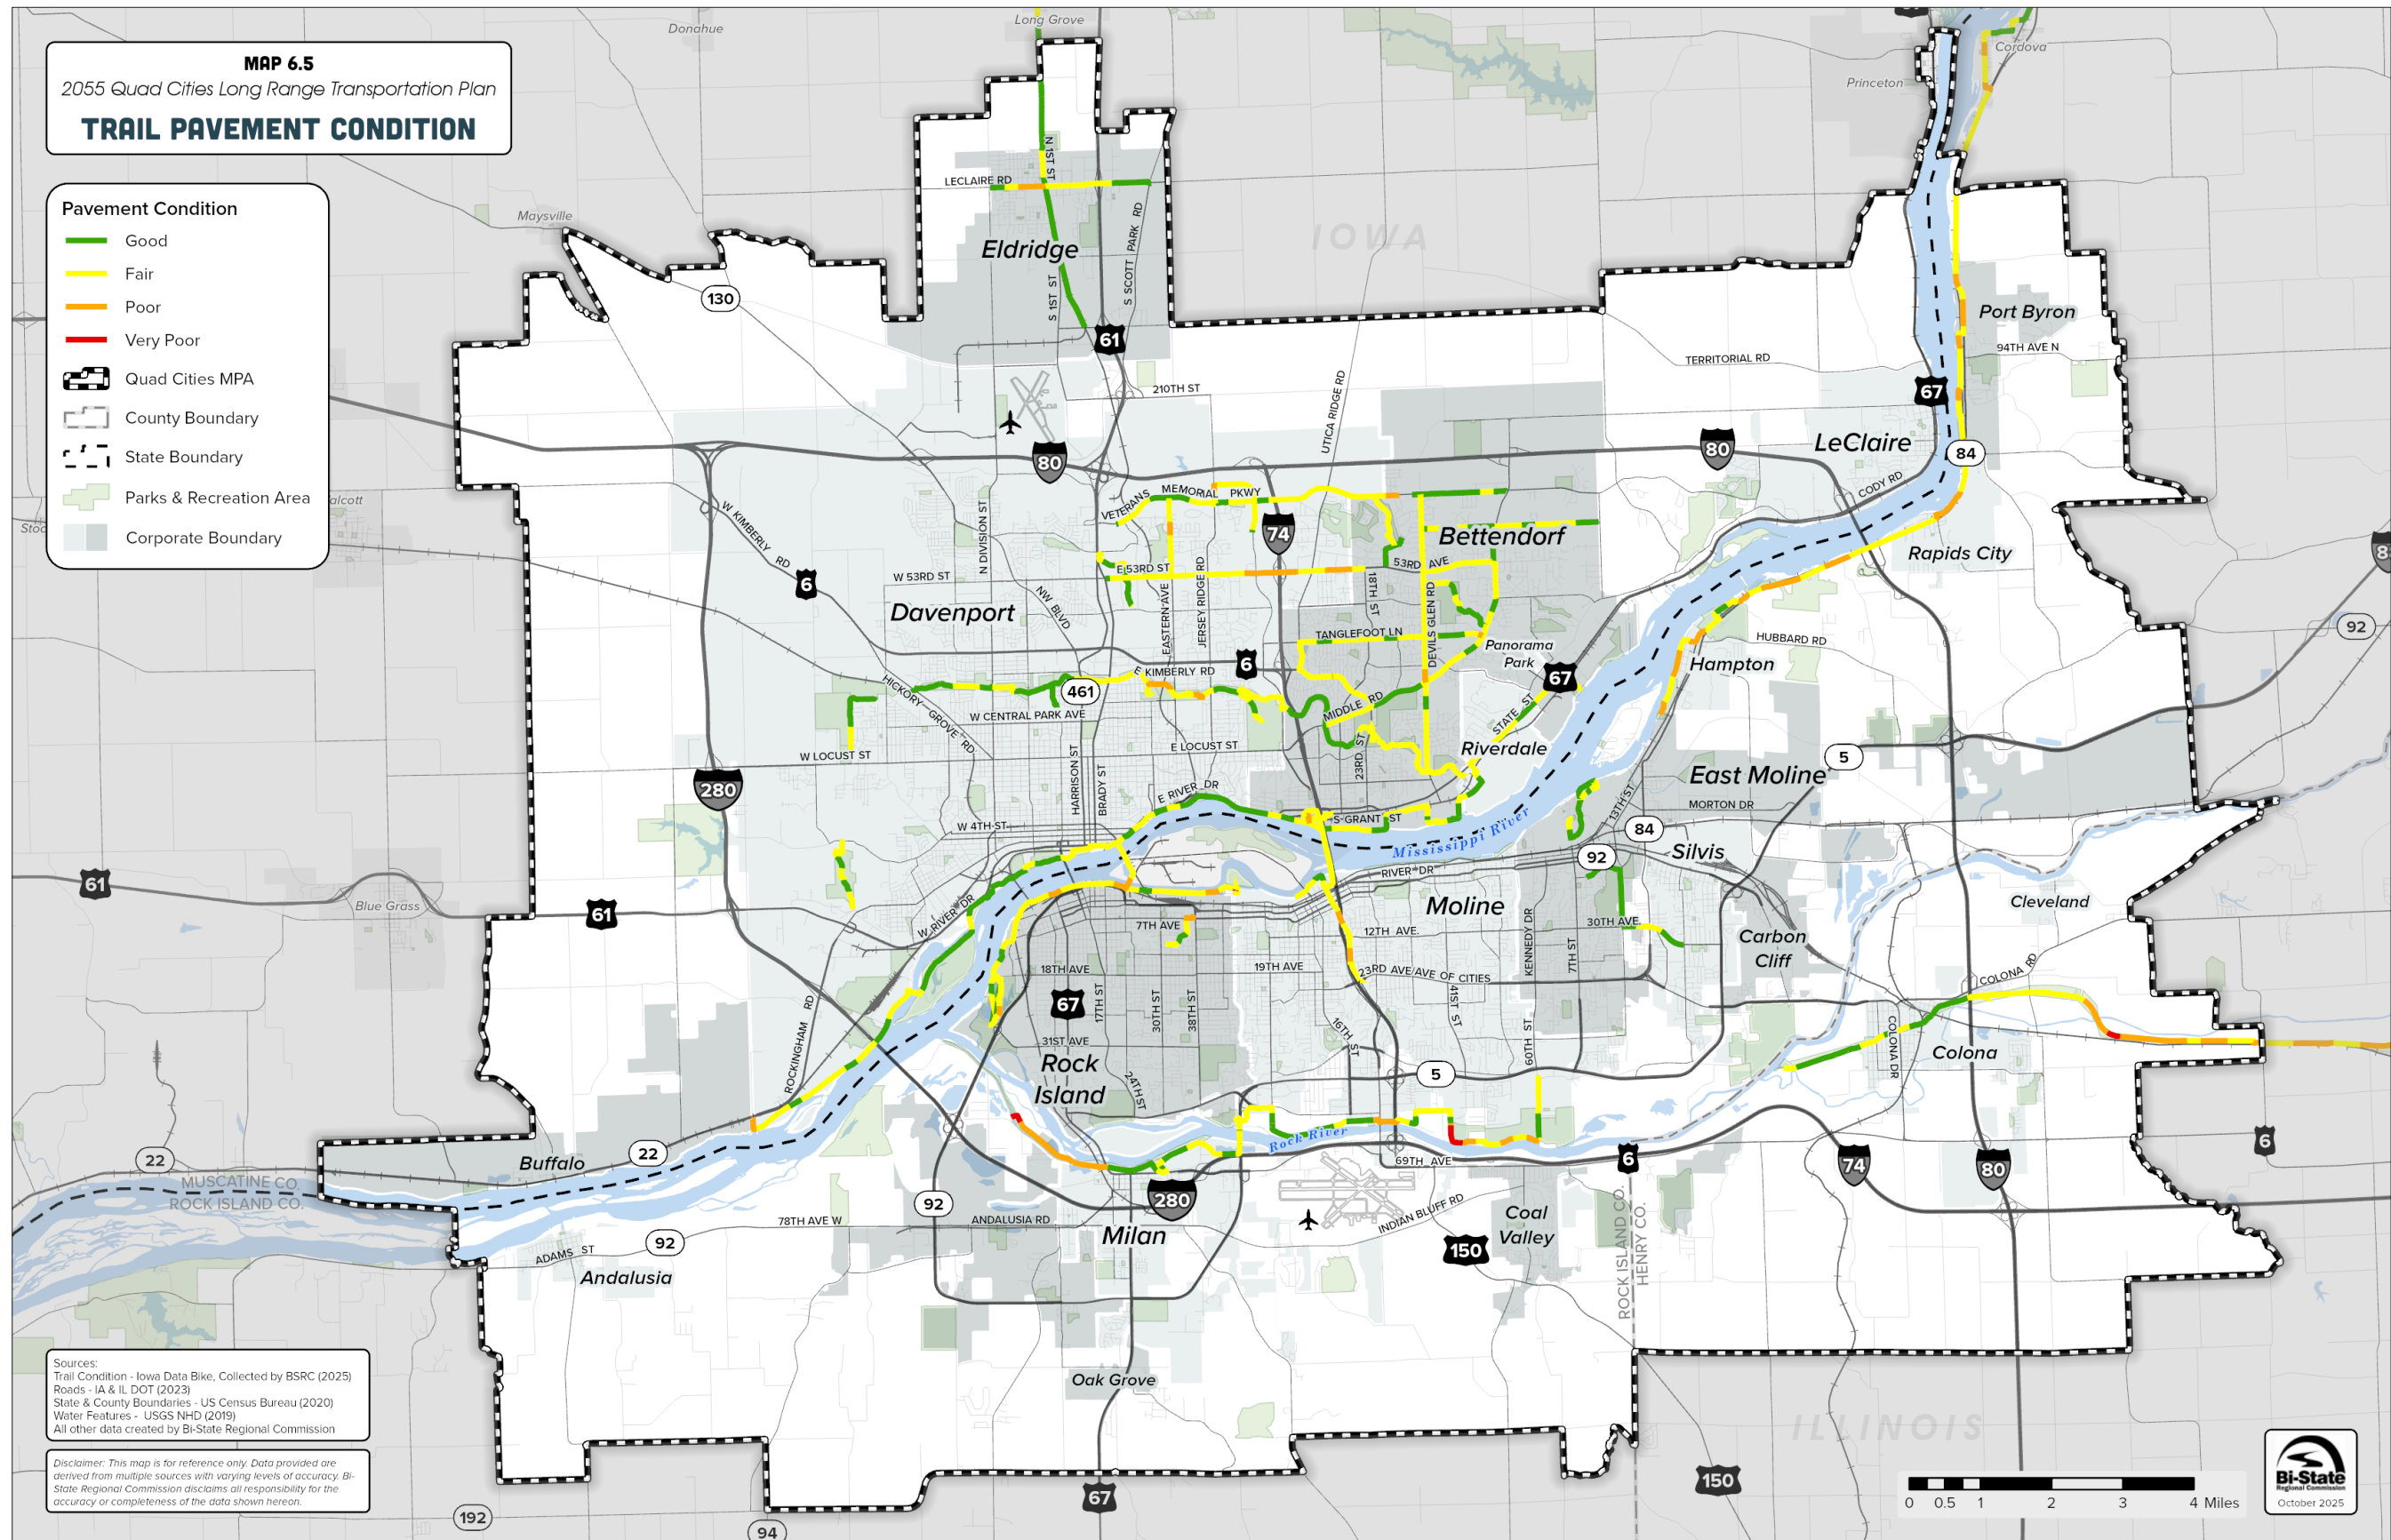 MAP 6.5
2055 Quad Cities Long Range Transportation Plan
TRAIL PAVEMENT CONDITION
Pavement Condition
Good
Fair
Poor
Very Poor
Quad Cities MPA
County Boundary
State Boundary
Parks & Recreation Area
Corporate Boundary
Donahue
Long Grove
Cordova
Princeton
Maysville
IOWA
N 1ST ST
LECLAIRE RD
Eldridge
S SCOTT PARK RD
S 1ST ST
130
61
Port Byron
94TH AVE N
TERRITORIAL RD
210TH ST
UTICA RIDGE RD
67
LeClaire
84
80
80
CODY RD
VETERANS MEMORIAL PKWY
N DIVISION ST
W KIMBERLY RD
74
Bettendorf
Rapids City
6
W 53RD ST
E 53RD ST
53RD AVE
18TH ST
DEVILS GLEN RD
NW BLVD
EASTERN AVE
JERSEY RIDGE RD
Davenport
TANGLEFOOT LN
Panorama
Park
HUBBARD RD
Hampton
92
6
E KIMBERLY RD
67
461
HICKORY GROVE RD
W CENTRAL PARK AVE
MIDDLE RD
STATE ST
W LOCUST ST
E LOCUST ST
23RD ST
Riverdale
HARRISON ST
BRADY ST
East Moline
5
280
E RIVER DR
MORTON DR
S GRANT ST
13TH ST
W 4TH ST
Mississippi River
84
92
Silvis
RIVER DR
61
Blue Grass
61
W RIVER DR
Moline
Cleveland
7TH AVE
12TH AVE
30TH AVE
KENNEDY DR
7TH ST
Carbon
Cliff
18TH AVE
19TH AVE
23RD AVE/AVE OF CITIES
COLONA RD
67
17TH ST
30TH ST
38TH ST
41ST ST
ROCKINGHAM RD
16TH ST
60TH ST
31ST AVE
Rock
Island
24TH ST
5
COLONA DR
Colona
Rock River
22
22
Buffalo
69TH AVE
6
74
80
6
MUSCATINE CO.
ROCK ISLAND CO.
280
92
78TH AVE W
ANDALUSIA RD
INDIAN BLUFF RD
Coal
Valley
Milan
150
92
ADAMS ST
Andalusia
ROCK ISLAND CO.
HENRY CO.
Oak Grove
ILLINOIS
67
150
192
94
Sources:
Trail Condition - Iowa Data Bike, Collected by BSRC (2025)
Roads - IA & IL DOT (2023)
State & County Boundaries - US Census Bureau (2020)
Water Features - USGS NHD (2019)
All other data created by Bi-State Regional Commission
Disclaimer: This map is for reference only. Data provided are
derived from multiple sources with varying levels of accuracy. Bi-
State Regional Commission disclaims all responsibility for the
accuracy or completeness of the data shown hereon.
0 0.5 1 2 3 4 Miles
Bi-State
Regional Commission
October 2025